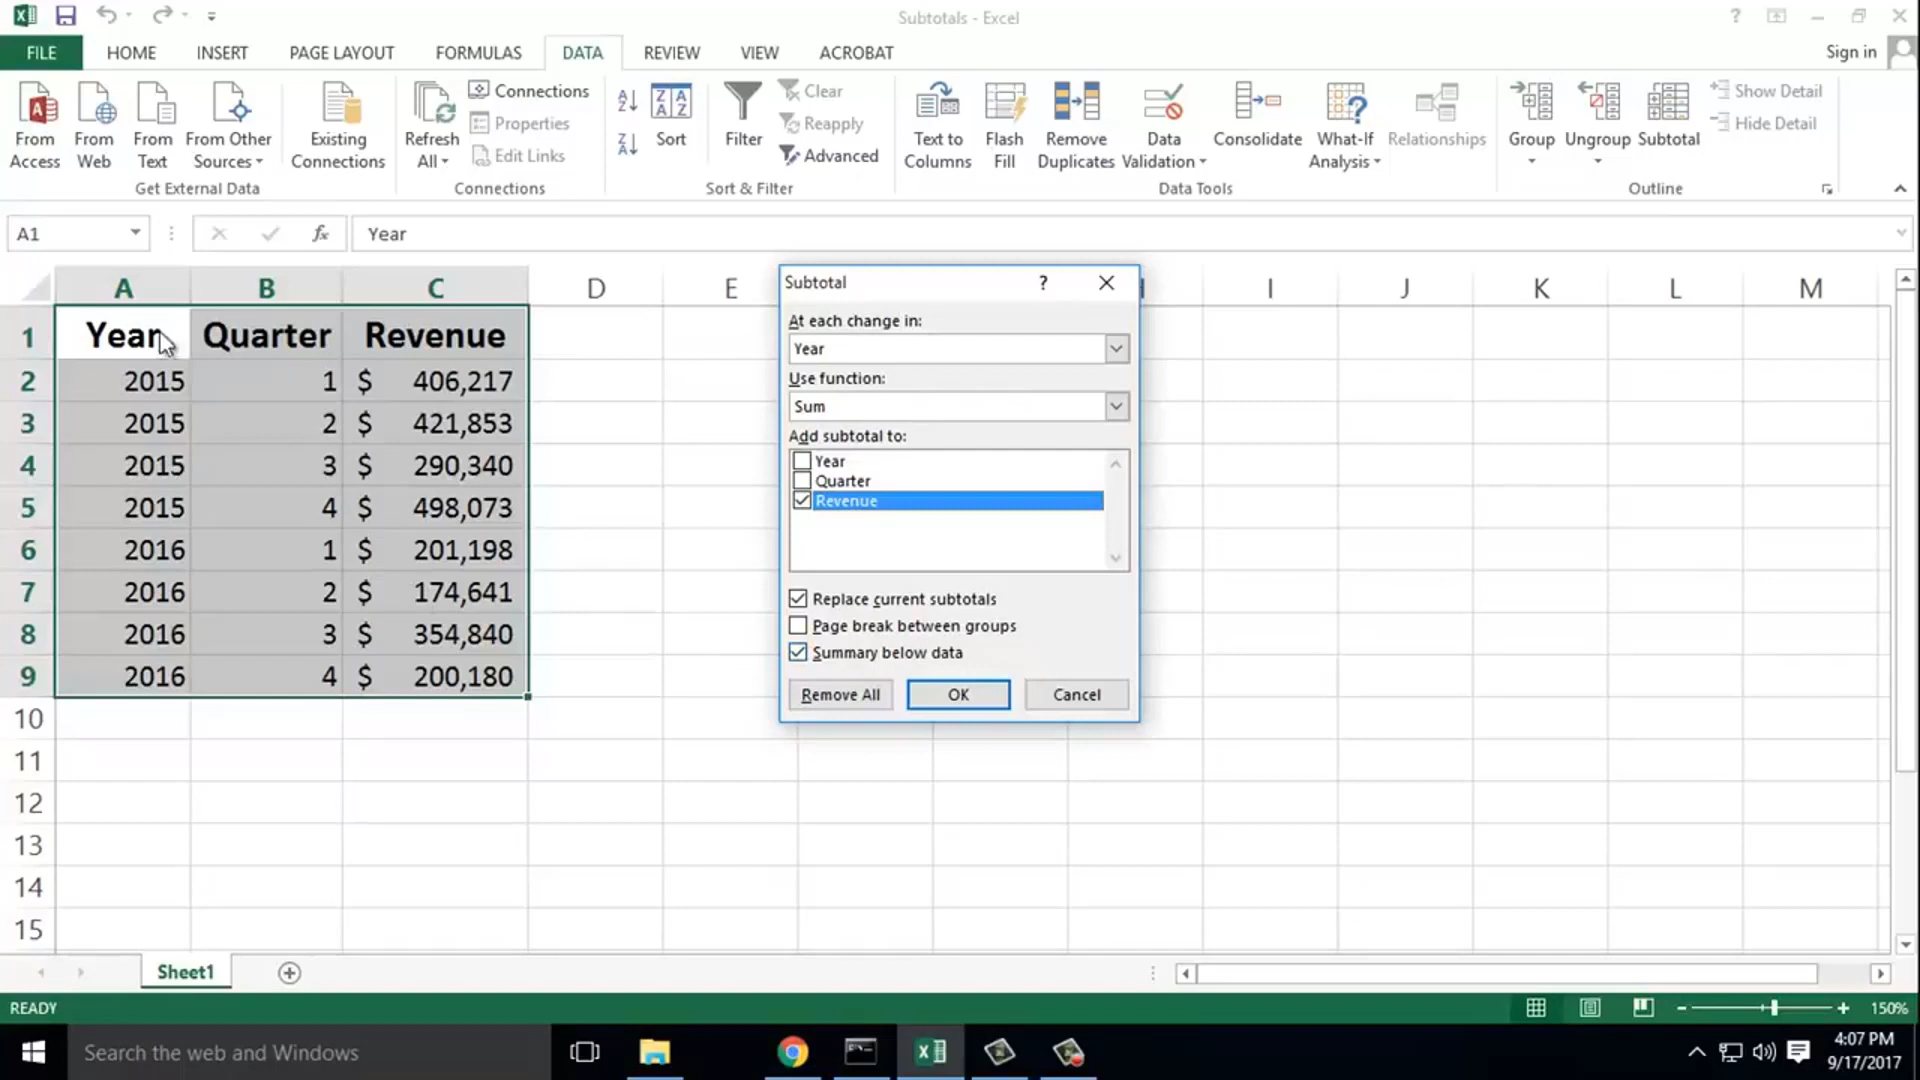 Subtotals - Excel
?
FILE
HOME
INSERT
PAGE LAYOUT
FORMULAS
DATA
REVIEW
VIEW
ACROBAT
Sign in
From Access
From Web
From Text
From Other Sources
Get External Data
Existing Connections
Refresh All
Connections
Properties
Edit Links
Connections
Sort
Filter
Clear
Reapply
Advanced
Sort & Filter
Text to Columns
Flash Fill
Remove Duplicates
Data Validation
Consolidate
What-If Analysis
Relationships
Data Tools
Group
Ungroup
Subtotal
Show Detail
Hide Detail
Outline
A1
fx
Year
A B C D E H I J K L M
1 Year Quarter Revenue
2 2015 1 $ 406,217
3 2015 2 $ 421,853
4 2015 3 $ 290,340
5 2015 4 $ 498,073
6 2016 1 $ 201,198
7 2016 2 $ 174,641
8 2016 3 $ 354,840
9 2016 4 $ 200,180
10
11
12
13
14
15
Subtotal ?
At each change in:
Year
Use function:
Sum
Add subtotal to:
Year
Quarter
Revenue
Replace current subtotals
Page break between groups
Summary below data
Remove All
OK
Cancel
Sheet1
READY
150%
Search the web and Windows
4:07 PM
9/17/2017